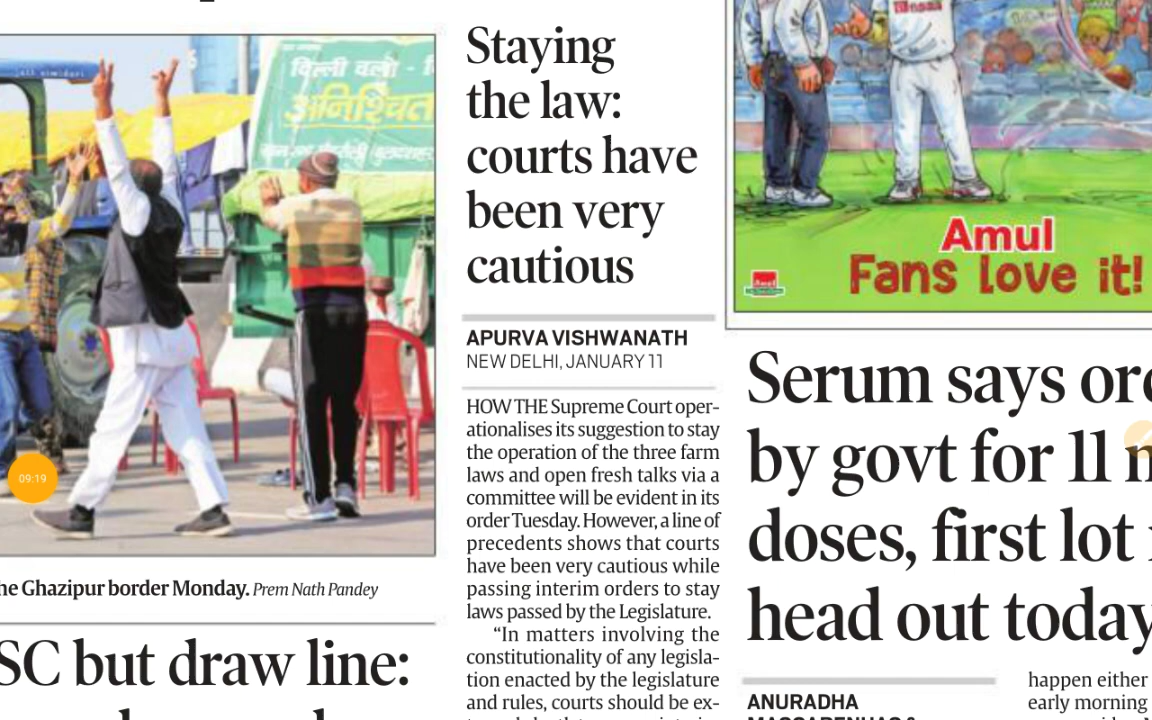 दिल्ली चलो -
अनिश्चित
09:19
he Ghazipur border Monday. Prem Nath Pandey
SC but draw line:
Staying
the law:
courts have
been very
cautious
APURVA VISHWANATH
NEW DELHI, JANUARY 11
HOW THE Supreme Court oper-
ationalises its suggestion to stay
the operation of the three farm
laws and open fresh talks via a
committee will be evident in its
order Tuesday. However, a line of
precedents shows that courts
have been very cautious while
passing interim orders to stay
laws passed by the Legislature.
“In matters involving the
constitutionality of any legisla-
tion enacted by the legislature
and rules, courts should be ex-
Amul
Fans love it!
Amul
Serum says or
by govt for 11 m
doses, first lot
head out today
ANURADHA
happen either
early morning